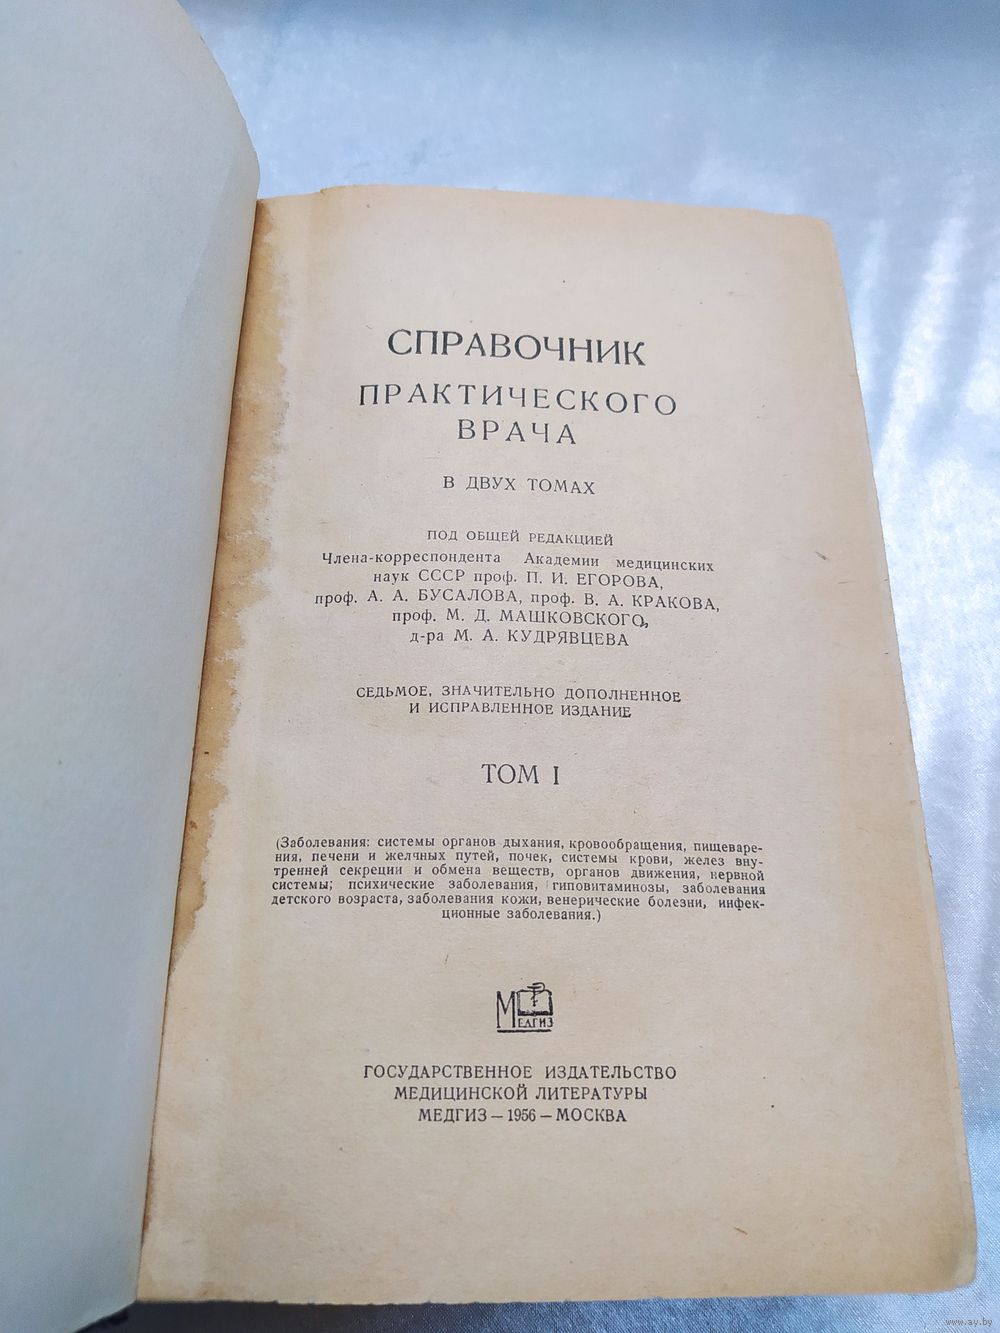 СПРАВОЧНИК
ПРАКТИЧЕСКОГО
ВРАЧА
В ДВУХ ТОМАХ
ПОД ОБЩЕЙ РЕДАКЦИЕЙ
Члена-корреспондента Академии медицинских
наук СССР проф. П. И. ЕГОРОВА,
проф. А. А. БУСАЛОВА, проф. В. А. КРАКОВА,
проф. М. Д. МАШКОВСКОГО,
д-ра М. А. КУДРЯВЦЕВА
СЕДЬМОЕ, ЗНАЧИТЕЛЬНО ДОПОЛНЕННОЕ
И ИСПРАВЛЕННОЕ ИЗДАНИЕ
ТОМ I
(Заболевания: системы органов дыхания, кровообращения, пищеваре-
ния, печени и желчных путей, почек, системы крови, желез вну-
тренней секреции и обмена веществ, органов движения, нервной
системы; психические заболевания, гиповитаминозы, заболевания
детского возраста, заболевания кожи, венерические болезни, инфек-
ционные заболевания.)
МЕДГИЗ
ГОСУДАРСТВЕННОЕ ИЗДАТЕЛЬСТВО
МЕДИЦИНСКОЙ ЛИТЕРАТУРЫ
МЕДГИЗ — 1956 — МОСКВА
www.ay.by